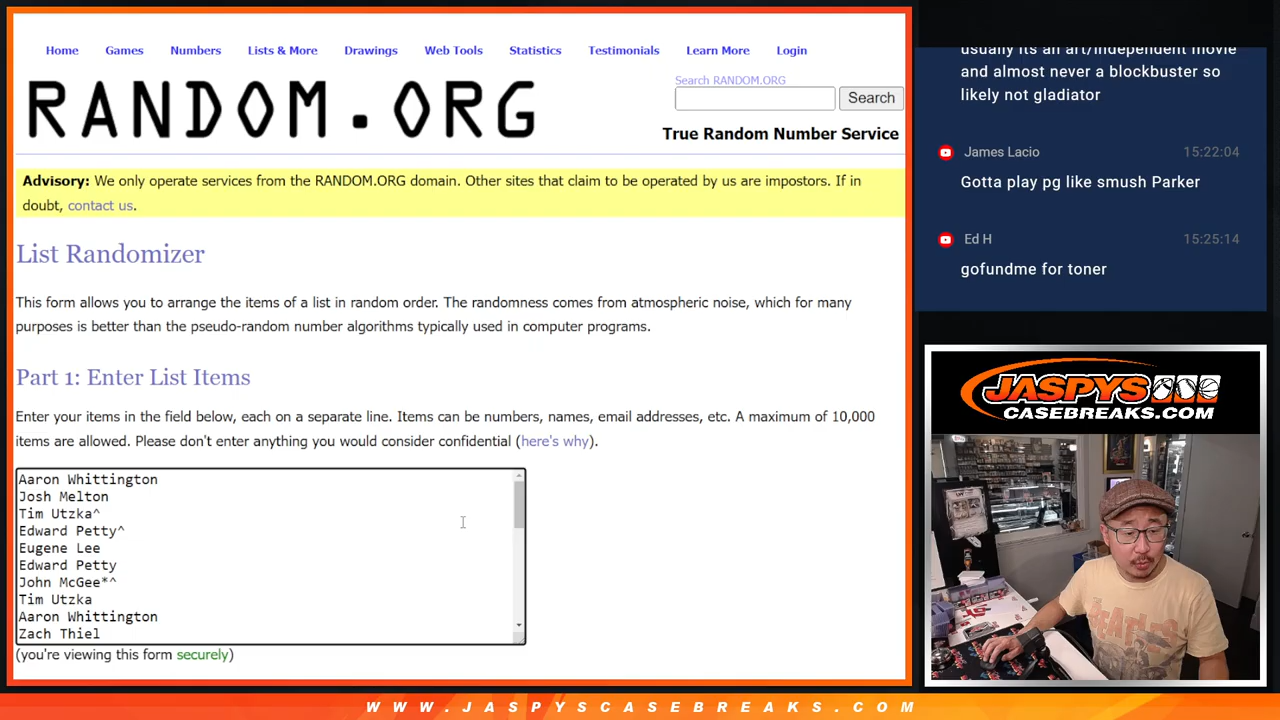 Home Games Numbers Lists & More Drawings Web Tools Statistics Testimonials Learn More Login
RANDOM.ORG
Search RANDOM.ORG
Search
True Random Number Service
Advisory: We only operate services from the RANDOM.ORG domain. Other sites that claim to be operated by us are impostors. If in
doubt, contact us.
List Randomizer
This form allows you to arrange the items of a list in random order. The randomness comes from atmospheric noise, which for many
purposes is better than the pseudo-random number algorithms typically used in computer programs.
Part 1: Enter List Items
Enter your items in the field below, each on a separate line. Items can be numbers, names, email addresses, etc. A maximum of 10,000
items are allowed. Please don't enter anything you would consider confidential (here's why).
Aaron Whittington
Josh Melton
Tim Utzka^
Edward Petty^
Eugene Lee
Edward Petty
John McGee*^
Tim Utzka
Aaron Whittington
Zach Thiel
(you're viewing this form securely)
usually its an art/independent movie
and almost never a blockbuster so
likely not gladiator
James Lacio 15:22:04
Gotta play pg like smush Parker
Ed H 15:25:14
gofundme for toner
JASPYS
CASEBREAKS.COM
BEATLES
WWW.JASPYSCASEBREAKS.COM